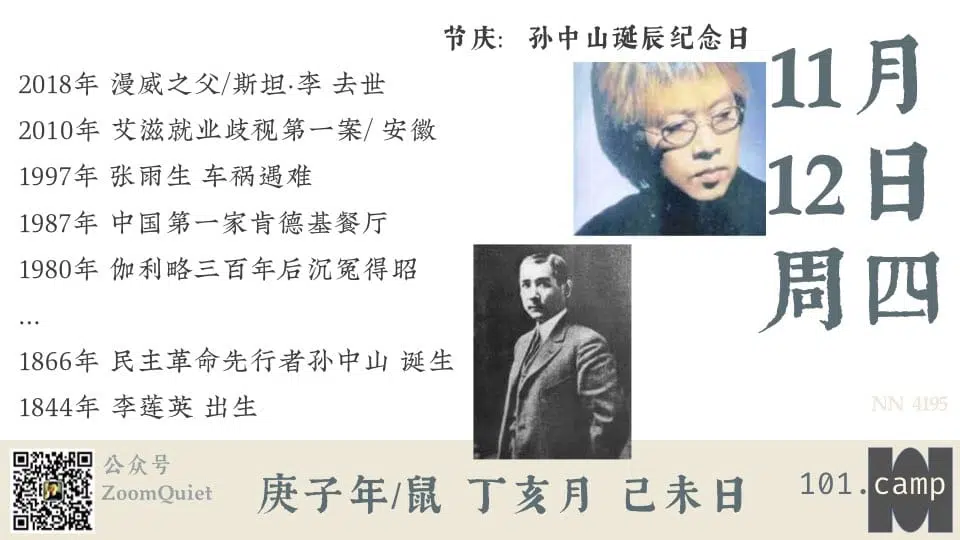 节庆: 孙中山诞辰纪念日
11月
12日
周四
2018年 漫威之父/斯坦·李 去世
2010年 艾滋就业歧视第一案/ 安徽
1997年 张雨生 车祸遇难
1987年 中国第一家肯德基餐厅
1980年 伽利略三百年后沉冤得昭
...
1866年 民主革命先行者孙中山 诞生
1844年 李莲英 出生
NN 4195
公众号
ZoomQuiet
庚子年/鼠 丁亥月 己未日
101.camp